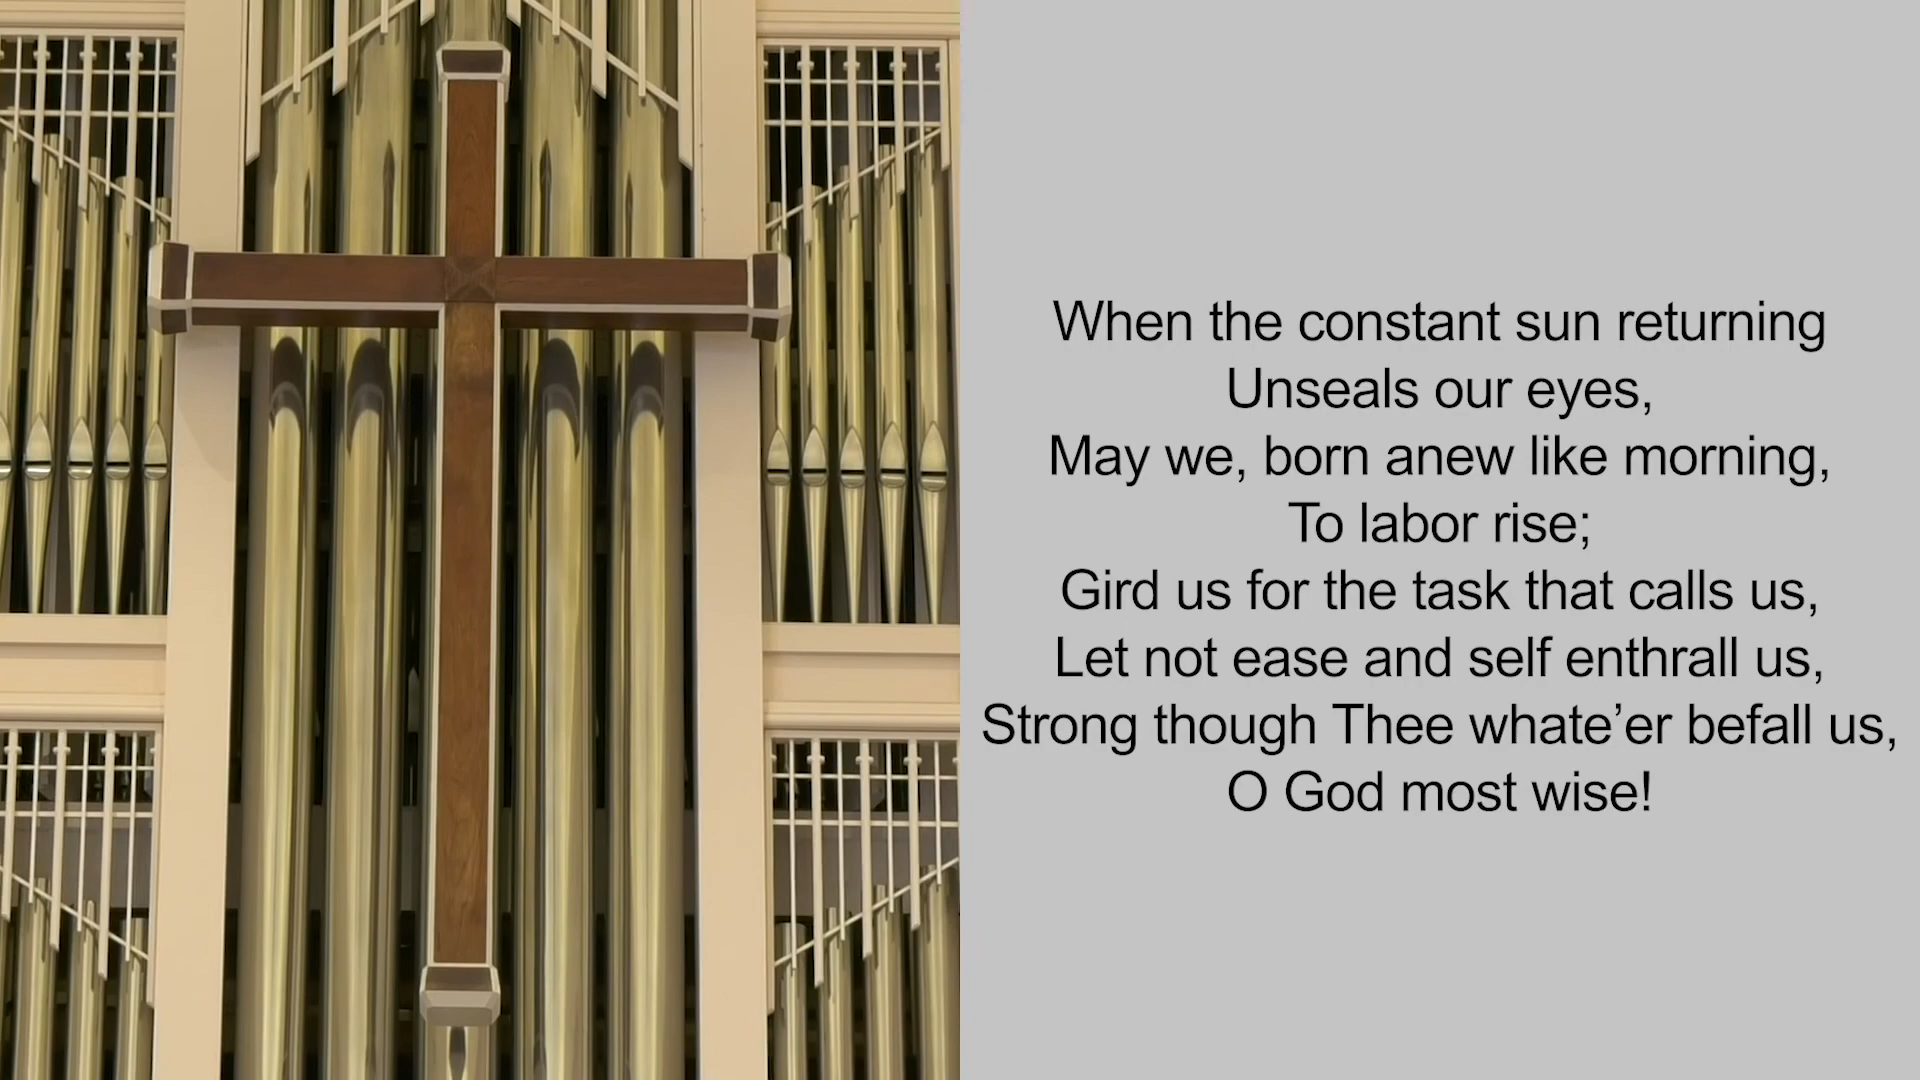 When the constant sun returning
Unseals our eyes,
May we, born anew like morning,
To labor rise;
Gird us for the task that calls us,
Let not ease and self enthrall us,
Strong though Thee whate’er befall us,
O God most wise!